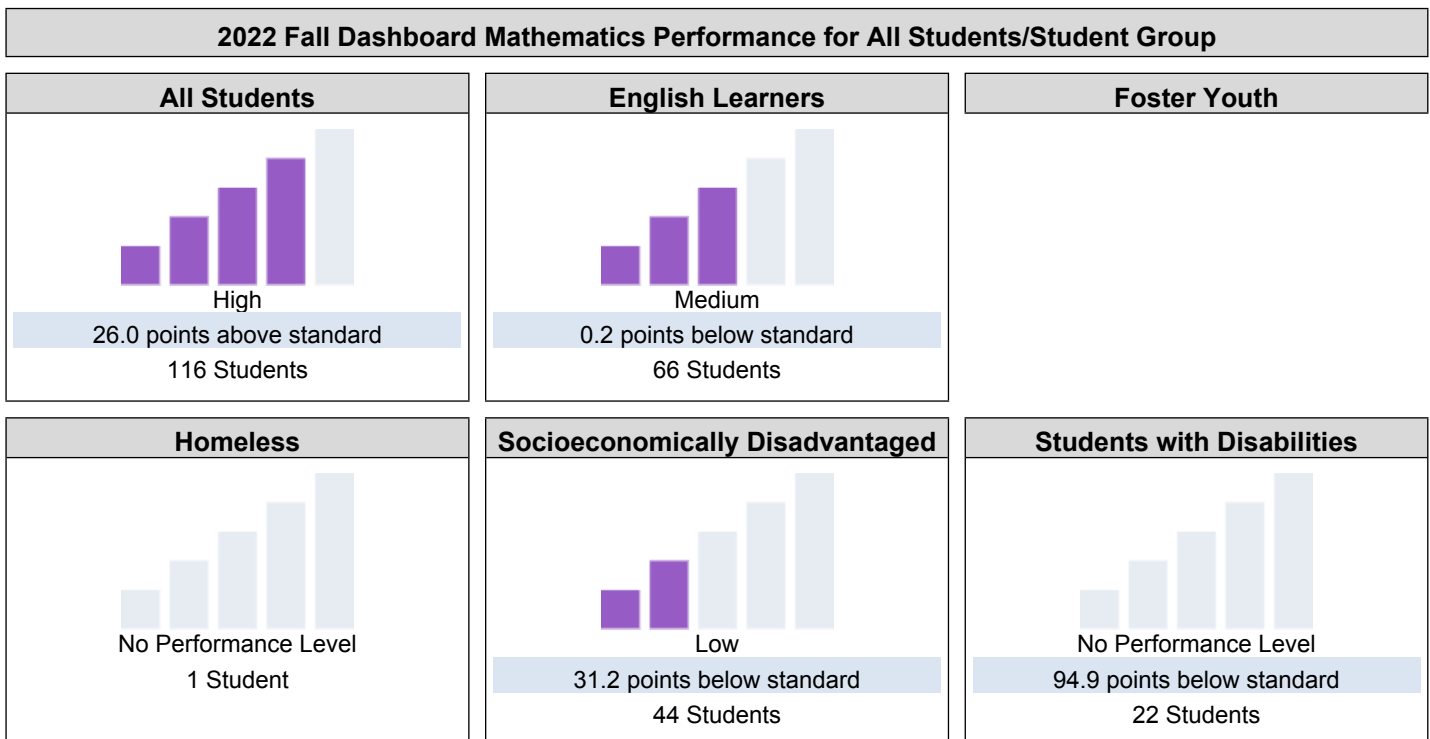 2022 Fall Dashboard Mathematics Performance for All Students/Student Group
All Students
High
26.0 points above standard
116 Students
English Learners
Medium
0.2 points below standard
66 Students
Foster Youth
Homeless
No Performance Level
1 Student
Socioeconomically Disadvantaged
Low
31.2 points below standard
44 Students
Students with Disabilities
No Performance Level
94.9 points below standard
22 Students